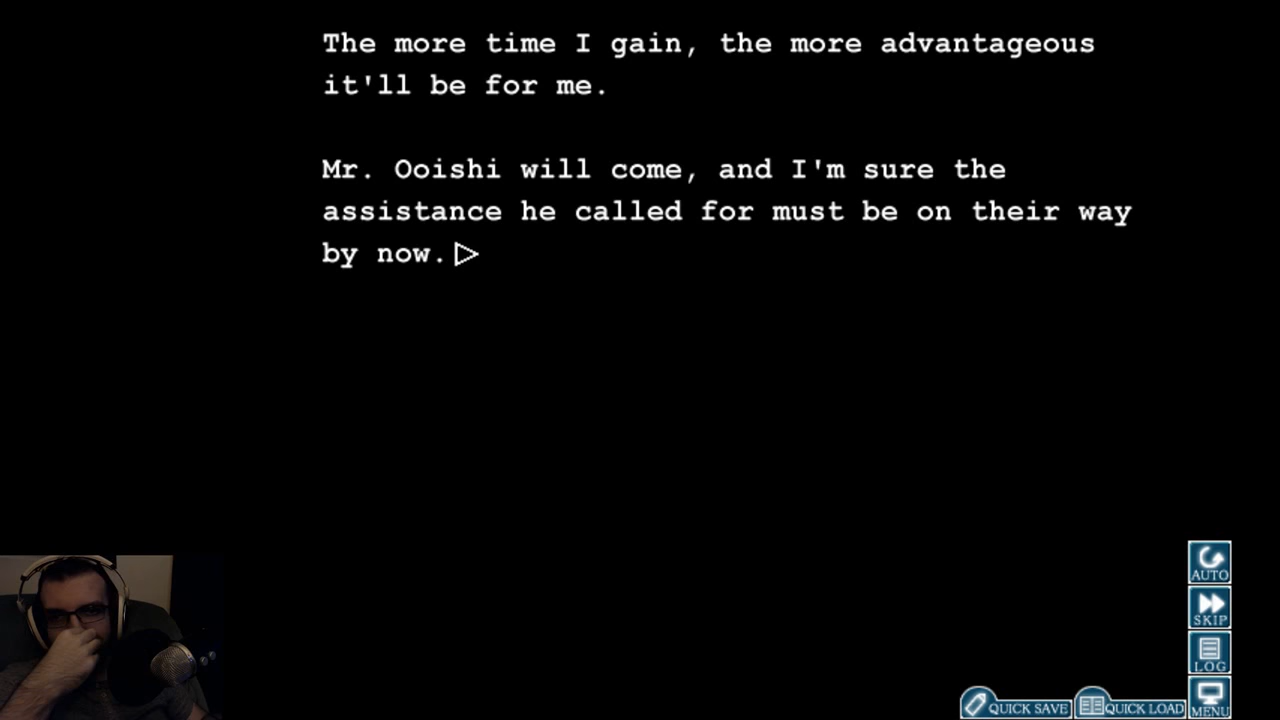 The more time I gain, the more advantageous
it'll be for me.
Mr. Ooishi will come, and I'm sure the
assistance he called for must be on their way
by now.
AUTO
SKIP
LOG
QUICK SAVE
QUICK LOAD
MENU